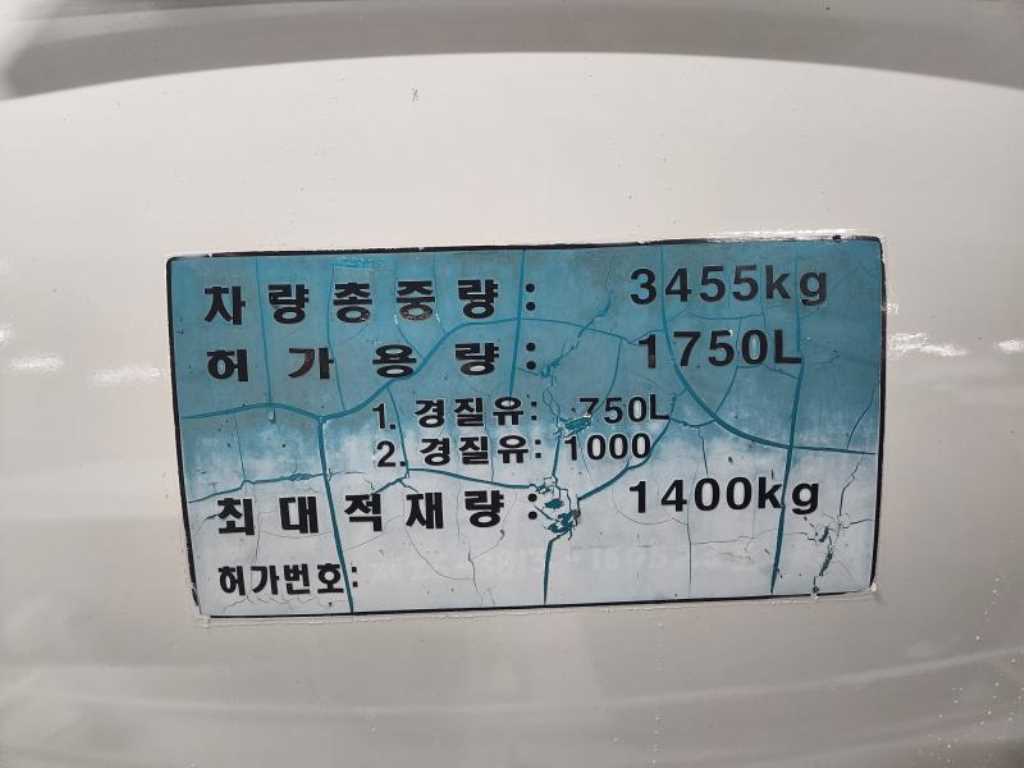 차량총중량: 3455kg
허가용량: 1750L
1. 경질유: 750L
2. 경질유: 1000
최대적재량: 1400kg
허가번호: